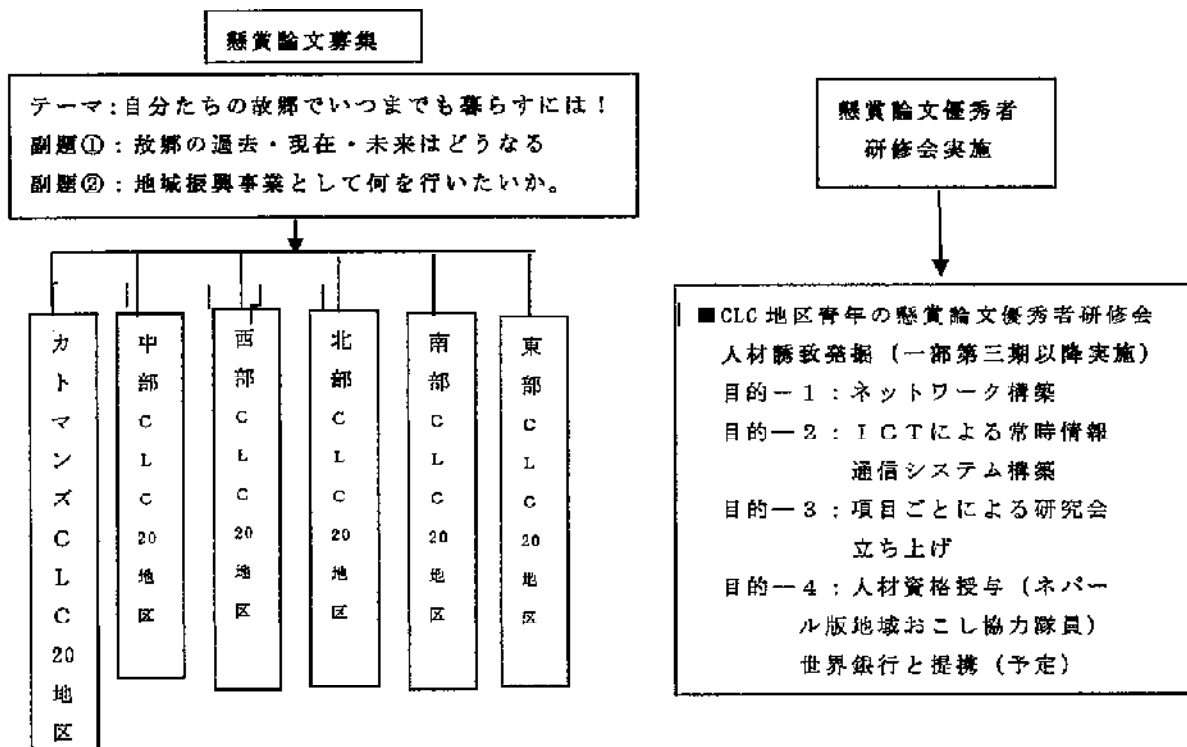 懸賞論文募集
テーマ:自分たちの故郷でいつまでも暮らすには!
副題①:故郷の過去・現在・未来はどうなる
副題②:地域振興事業として何を行いたいか。
カトマンズCLC20地区
中部CLC20地区
西部CLC20地区
北部CLC20地区
南部CLC20地区
東部CLC20地区
懸賞論文優秀者
研修会実施
■CLC地区青年の懸賞論文優秀者研修会
人材誘致発掘(一部第三期以降実施)
目的ー1:ネットワーク構築
目的ー2:ICTによる常時情報
通信システム構築
目的ー3:項目ごとによる研究会
立ち上げ
目的ー4:人材資格授与(ネパー
ル版地域おこし協力隊員)
世界銀行と提携(予定)